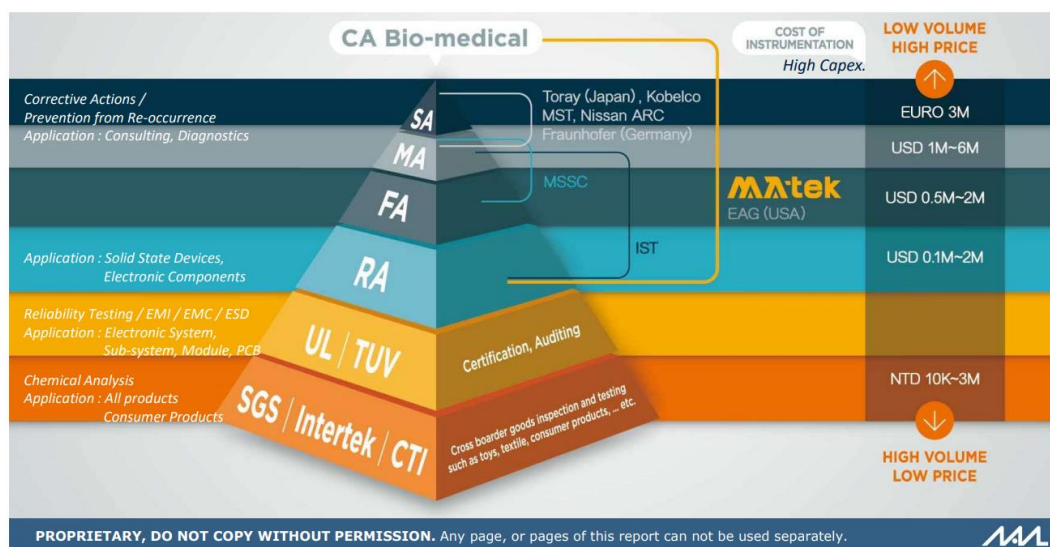 CA Bio-medical
COST OF
INSTRUMENTATION
High Capex.
LOW VOLUME
HIGH PRICE
Corrective Actions /
Prevention from Re-occurrence
Application : Consulting, Diagnostics
SA
Toray (Japan) , Kobelco
MST, Nissan ARC
Fraunhofer (Germany)
EURO 3M
MA
USD 1M~6M
FA
MSSC
MA-tek
EAG (USA)
USD 0.5M~2M
Application : Solid State Devices,
Electronic Components
RA
IST
USD 0.1M~2M
Reliability Testing / EMI / EMC / ESD
Application : Electronic System,
Sub-system, Module, PCB
UL | TUV
Certification, Auditing
Chemical Analysis
Application : All products
Consumer Products
SGS | Intertek | CTI
Cross boarder goods inspection and testing
such as toys, textile, consumer products, ... etc.
NTD 10K~3M
HIGH VOLUME
LOW PRICE
PROPRIETARY, DO NOT COPY WITHOUT PERMISSION. Any page, or pages of this report can not be used separately.